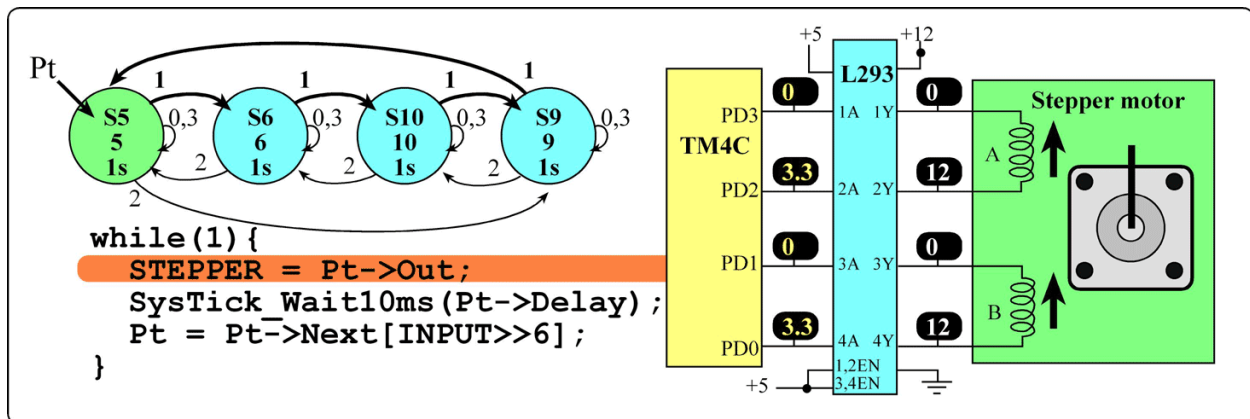 Pt
1
1
1
1
S5
5
1s
0,3
S6
6
1s
0,3
S10
10
1s
0,3
S9
9
1s
0,3
2
2
2
2
while(1){
STEPPER = Pt->Out;
SysTick_Wait10ms(Pt->Delay);
Pt = Pt->Next[INPUT>>6];
}
+5
+12
L293
TM4C
Stepper motor
PD3
0
1A
1Y
0
A
PD2
3.3
2A
2Y
12
PD1
0
3A
3Y
0
B
PD0
3.3
4A
4Y
12
1,2EN
+5
3,4EN